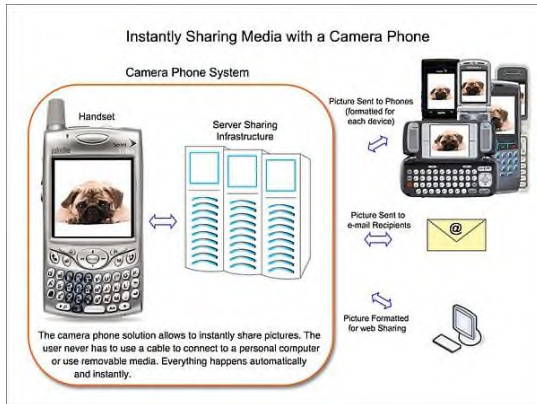 Instantly Sharing Media with a Camera Phone
Camera Phone System
Handset
Server Sharing
Infrastructure
Sprint
Picture Sent to Phones
(formatted for
each device)
Picture Sent to
e-mail Recipients
@
Picture Formatted
for web Sharing
The camera phone solution allows to instantly share pictures. The
user never has to use a cable to connect to a personal computer
or use removable media. Everything happens automatically
and instantly.